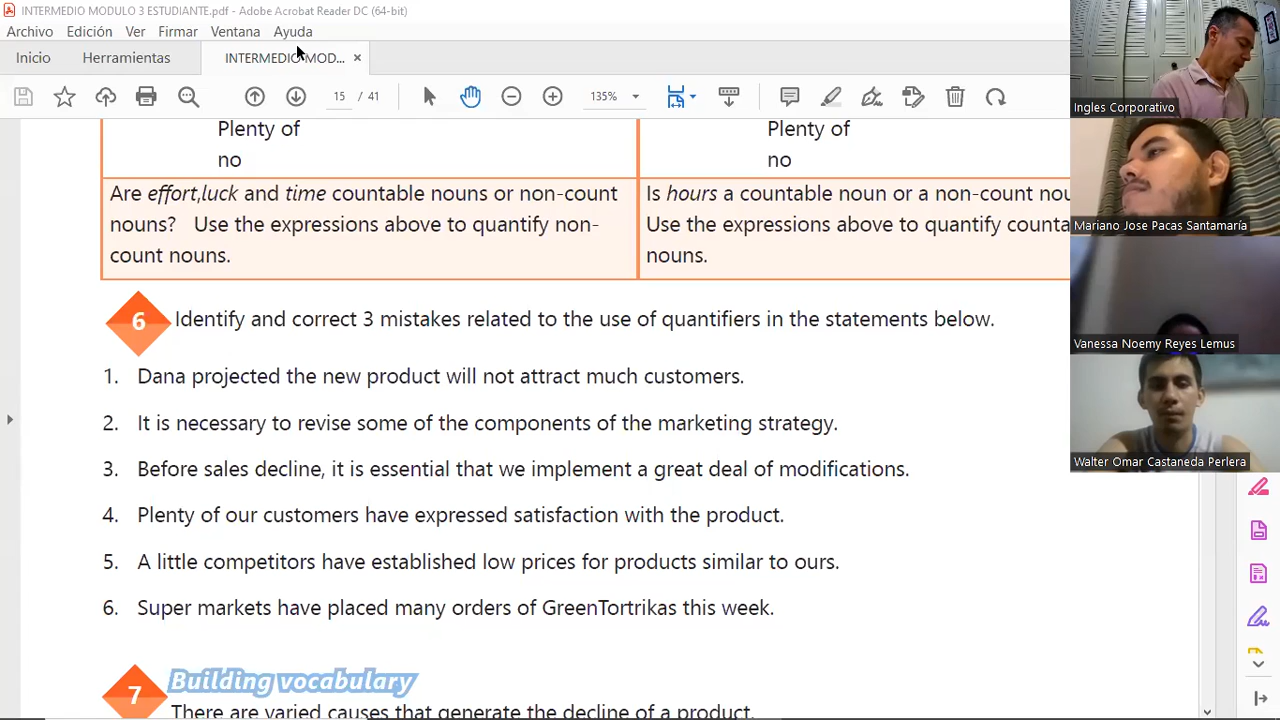 INTERMEDIO MODULO 3 ESTUDIANTE.pdf - Adobe Acrobat Reader DC (64-bit)
Archivo Edición Ver Firmar Ventana Ayuda
Inicio Herramientas INTERMEDIO MOD... ×
15 / 41 135%
Plenty of Plenty of
no no
Are effort,luck and time countable nouns or non-count
nouns? Use the expressions above to quantify non-
count nouns.
Is hours a countable noun or a non-count nou
Use the expressions above to quantify counta
nouns.
6 Identify and correct 3 mistakes related to the use of quantifiers in the statements below.
1. Dana projected the new product will not attract much customers.
2. It is necessary to revise some of the components of the marketing strategy.
3. Before sales decline, it is essential that we implement a great deal of modifications.
4. Plenty of our customers have expressed satisfaction with the product.
5. A little competitors have established low prices for products similar to ours.
6. Super markets have placed many orders of GreenTortrikas this week.
7 Building vocabulary
There are varied causes that generate the decline of a product.
Ingles Corporativo
Mariano Jose Pacas Santamaría
Vanessa Noemy Reyes Lemus
Walter Omar Castaneda Perlera